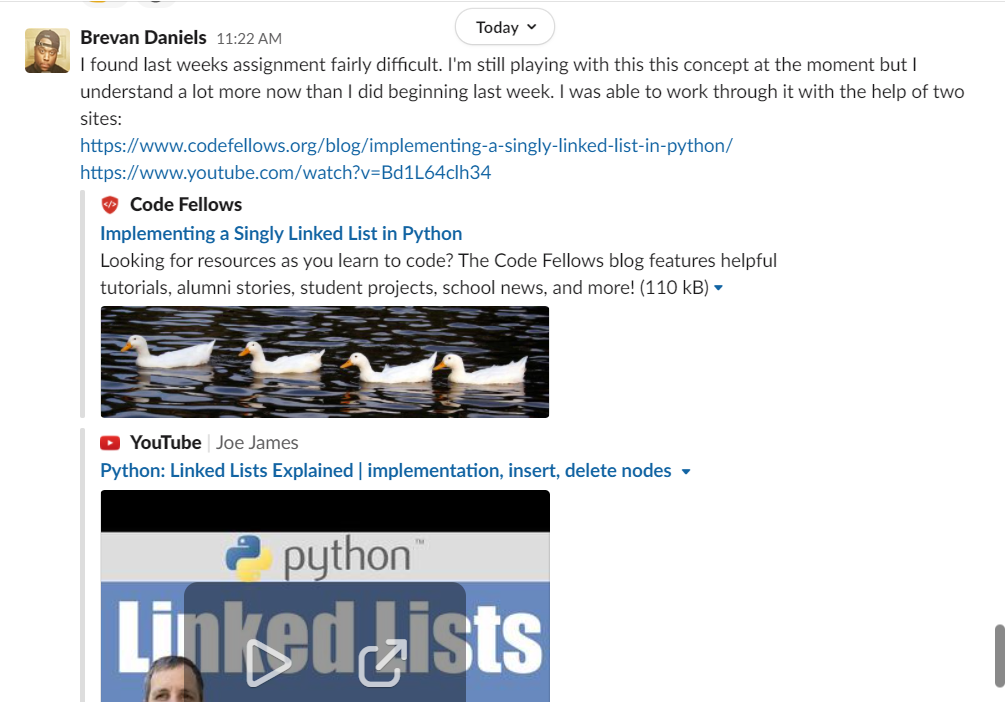 Today
Brevan Daniels 11:22 AM
I found last weeks assignment fairly difficult. I'm still playing with this this concept at the moment but I
understand a lot more now than I did beginning last week. I was able to work through it with the help of two
sites:
https://www.codefellows.org/blog/implementing-a-singly-linked-list-in-python/
https://www.youtube.com/watch?v=Bd1L64clh34
Code Fellows
Implementing a Singly Linked List in Python
Looking for resources as you learn to code? The Code Fellows blog features helpful
tutorials, alumni stories, student projects, school news, and more! (110 kB)
YouTube | Joe James
Python: Linked Lists Explained | implementation, insert, delete nodes
python™
Linked Lists